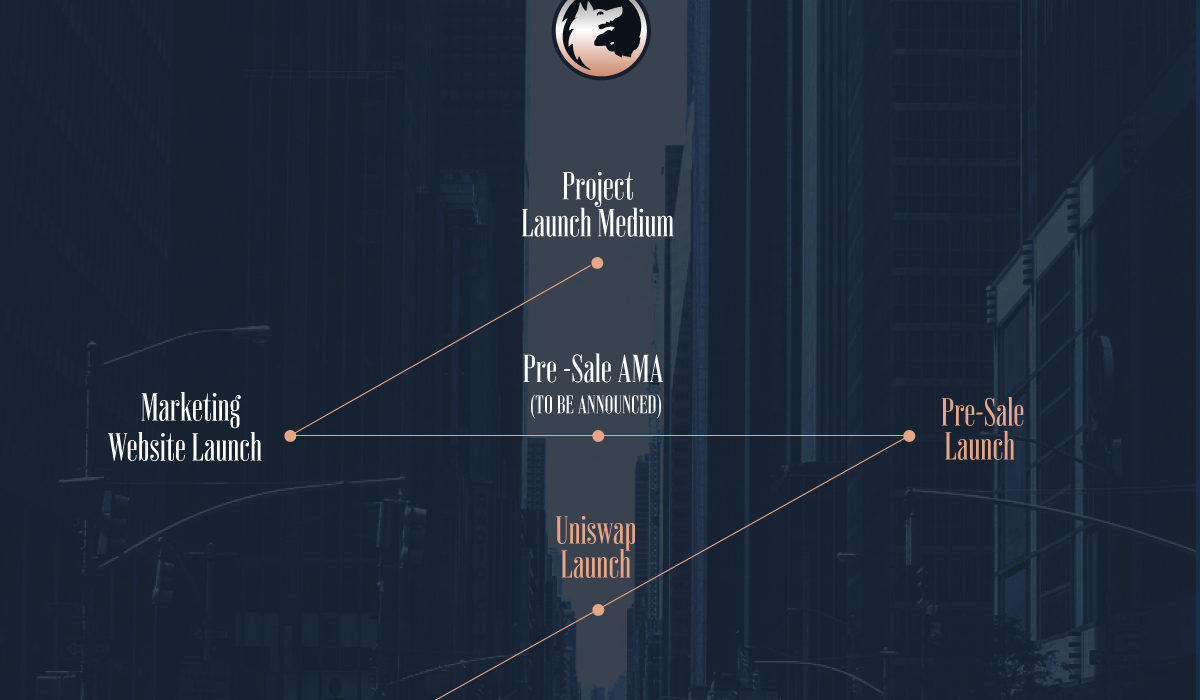 Project
Launch Medium
Pre -Sale AMA
(TO BE ANNOUNCED)
Marketing
Website Launch
Pre-Sale
Launch
Uniswap
Launch